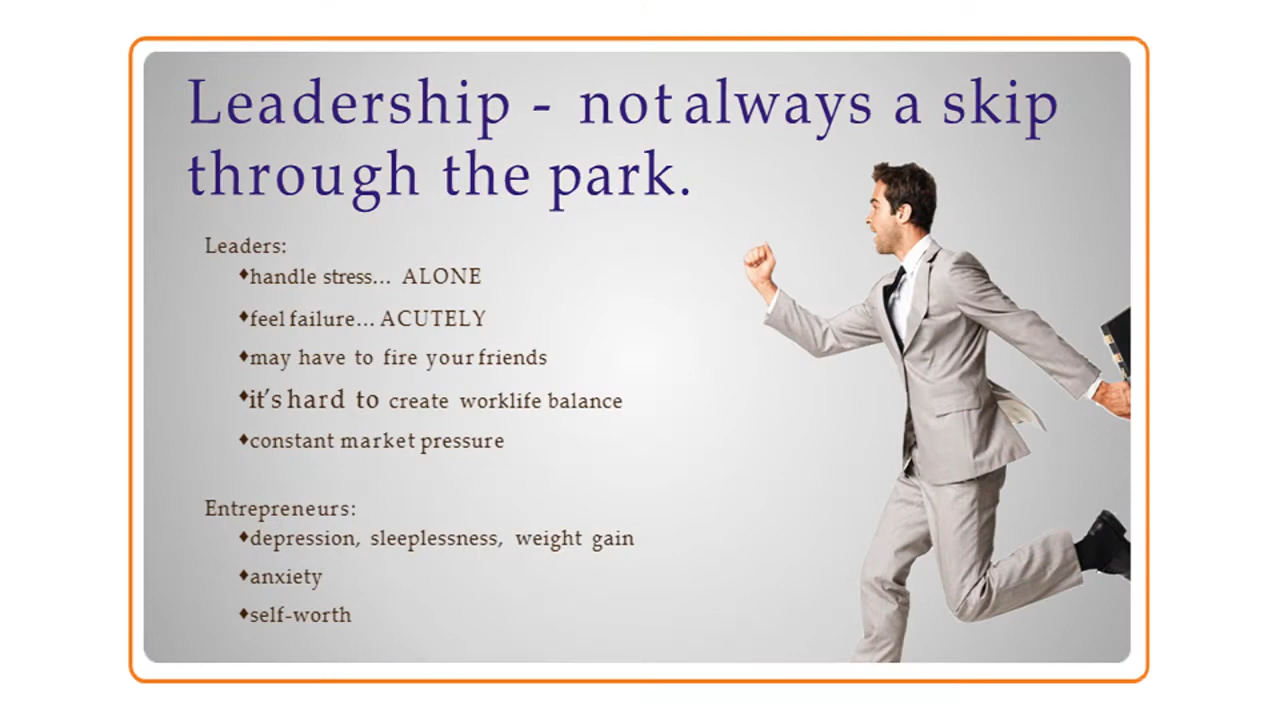 Leadership - not always a skip
through the park.
Leaders:
♦handle stress... ALONE
♦feel failure... ACUTELY
♦may have to fire your friends
♦it's hard to create worklife balance
♦constant market pressure
Entrepreneurs:
♦depression, sleeplessness, weight gain
♦anxiety
♦self-worth